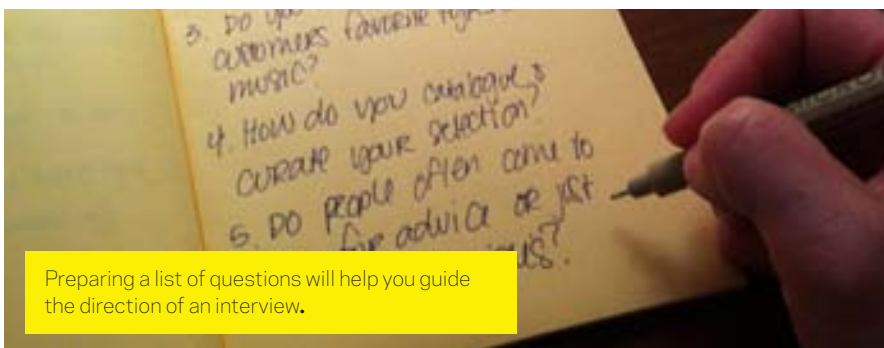 3. DO you
customers favorite
music?
4. HOW do you catalogue &
curate your selection?
5. DO people often come to
for advice or just
Preparing a list of questions will help you guide
the direction of an interview.